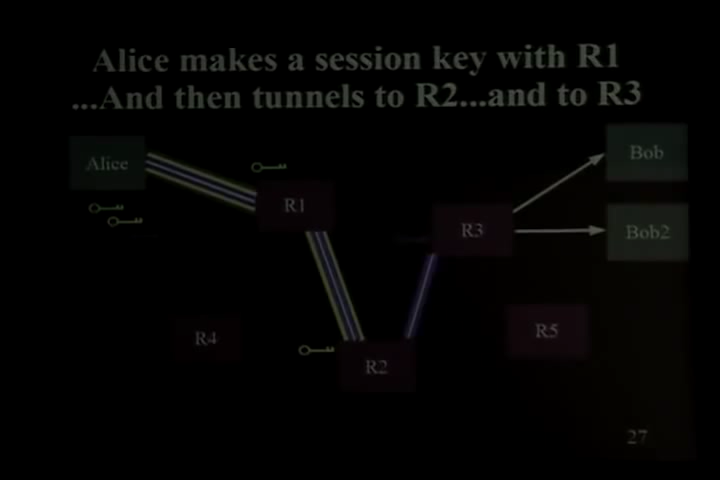 Alice makes a session key with R1
...And then tunnels to R2...and to R3
Alice
Bob
R1
R3
Bob2
R4
R5
R2
27